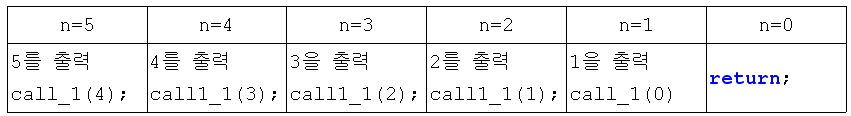 n=5 n=4 n=3 n=2 n=1 n=0
5를 출력 4를 출력 3을 출력 2를 출력 1을 출력
call_1(4); call1_1(3); call1_1(2); call1_1(1); call_1(0)
return;